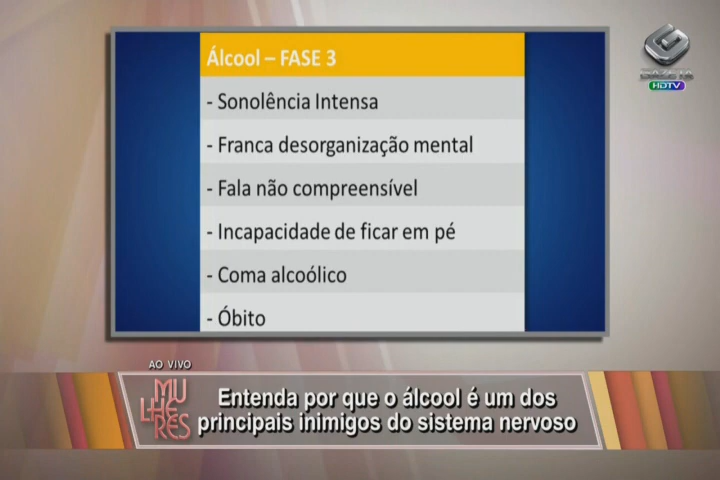 Álcool – FASE 3
- Sonolência Intensa
- Franca desorganização mental
- Fala não compreensível
- Incapacidade de ficar em pé
- Coma alcoólico
- Óbito
GAZETA
HDTV
AO VIVO
MU
LHE
RES
Entenda por que o álcool é um dos
principais inimigos do sistema nervoso